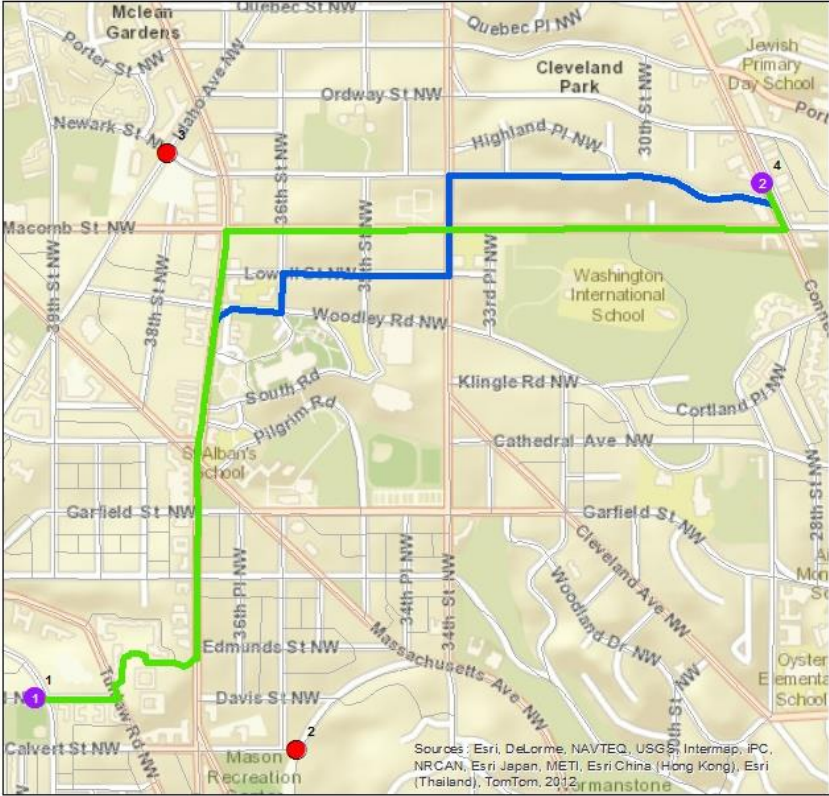 Mclean
Gardens
Quebec St NW
Quebec Pl NW
Jewish
Primary
Day School
Porter St NW
Idaho Ave NW
Cleveland
Park
Ordway St NW
30th St NW
Port
Newark St N
Highland Pl NW
36th St NW
4
2
Macomb St NW
38th St NW
39th St NW
Lowell St NW
33rd Pl NW
Washington
International
School
Conne
Woodley Rd NW
South Rd
Klingle Rd NW
Cortland Pl NW
Pilgrim Rd
Cathedral Ave NW
St Alban's
School
28th St NW
Garfield St NW
Garfield St NW
Cleveland Ave NW
36th Pl NW
34th Pl NW
34th St NW
Woodland Dr NW
Edmunds St NW
Massachusetts Ave NW
Oyster
Elementa
School
1
1
Tunlaw Rd NW
Davis St NW
2
Calvert St NW
Mason
Recreation
Sources: Esri, DeLorme, NAVTEQ, USGS, Intermap, iPC,
NRCAN, Esri Japan, METI, Esri China (Hong Kong), Esri
(Thailand), TomTom, 2012
Normanstone